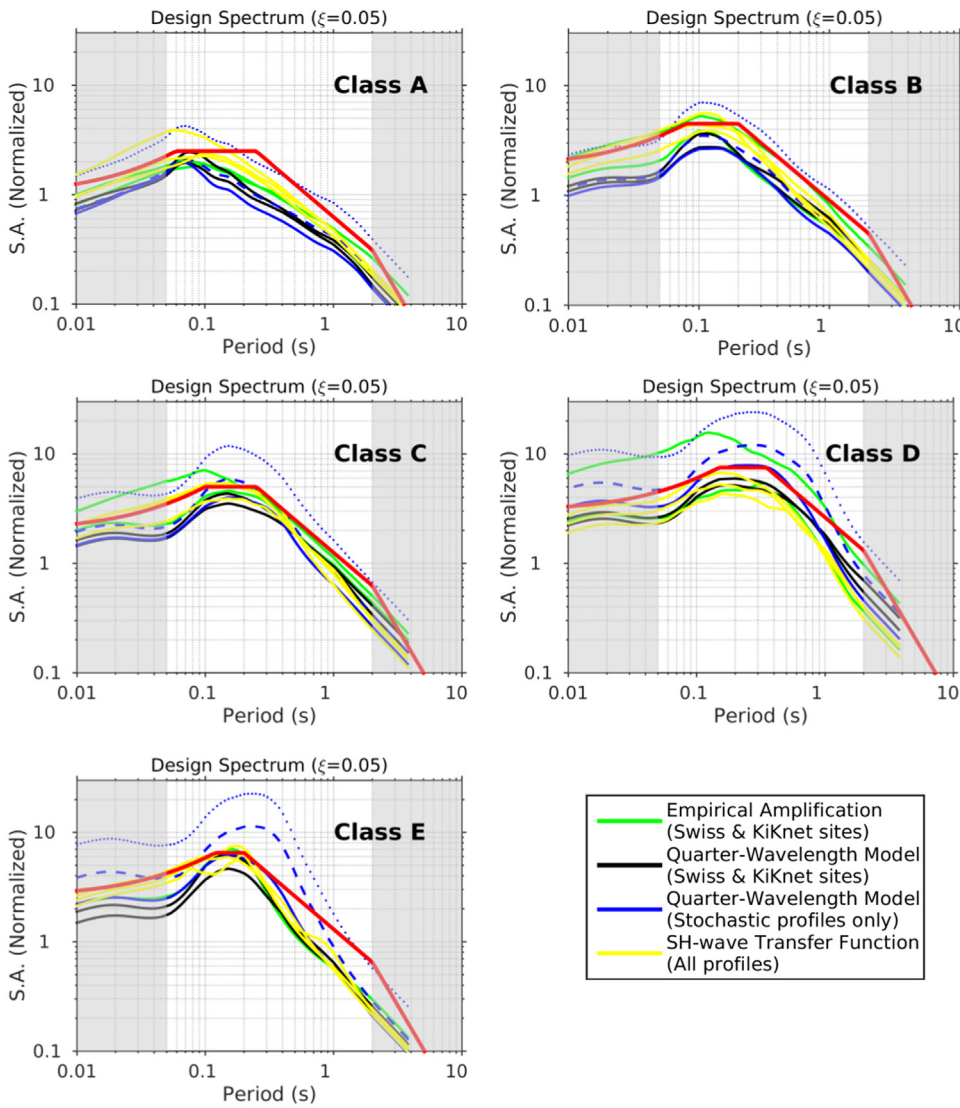 Design Spectrum (ξ=0.05)
10
Class A
S.A. (Normalized)
1
0.1
0.01
0.1
1
10
Period (s)
Design Spectrum (ξ=0.05)
10
Class B
S.A. (Normalized)
1
0.1
0.01
0.1
1
10
Period (s)
Design Spectrum (ξ=0.05)
10
Class C
S.A. (Normalized)
1
0.1
0.01
0.1
1
10
Period (s)
Design Spectrum (ξ=0.05)
10
Class D
S.A. (Normalized)
1
0.1
0.01
0.1
1
10
Period (s)
Design Spectrum (ξ=0.05)
10
Class E
S.A. (Normalized)
1
0.1
0.01
0.1
1
10
Period (s)
Empirical Amplification
(Swiss & KiKnet sites)
Quarter-Wavelength Model
(Swiss & KiKnet sites)
Quarter-Wavelength Model
(Stochastic profiles only)
SH-wave Transfer Function
(All profiles)